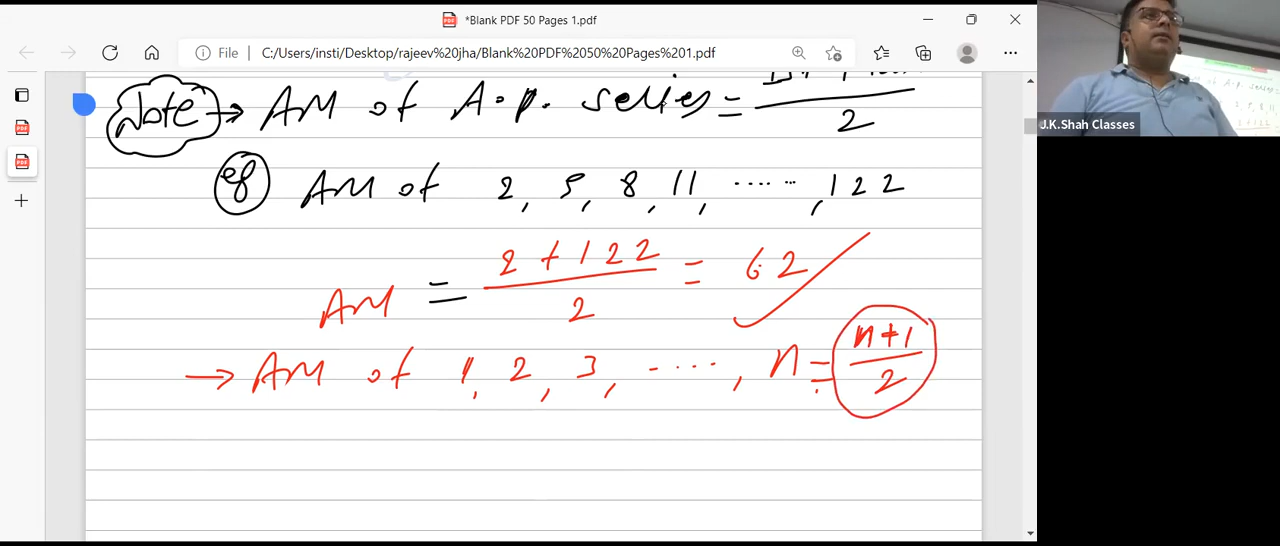 *Blank PDF 50 Pages 1.pdf
File C:/Users/insti/Desktop/rajeev%20jha/Blank%20PDF%2050%20Pages%201.pdf
J.K.Shah Classes
Note → AM of A.P. series = 2
eg AM of 2, 5, 8, 11, ......, 122
AM = (2 + 122)/2 = 62
→ AM of 1, 2, 3, ....., n = (n+1)/2